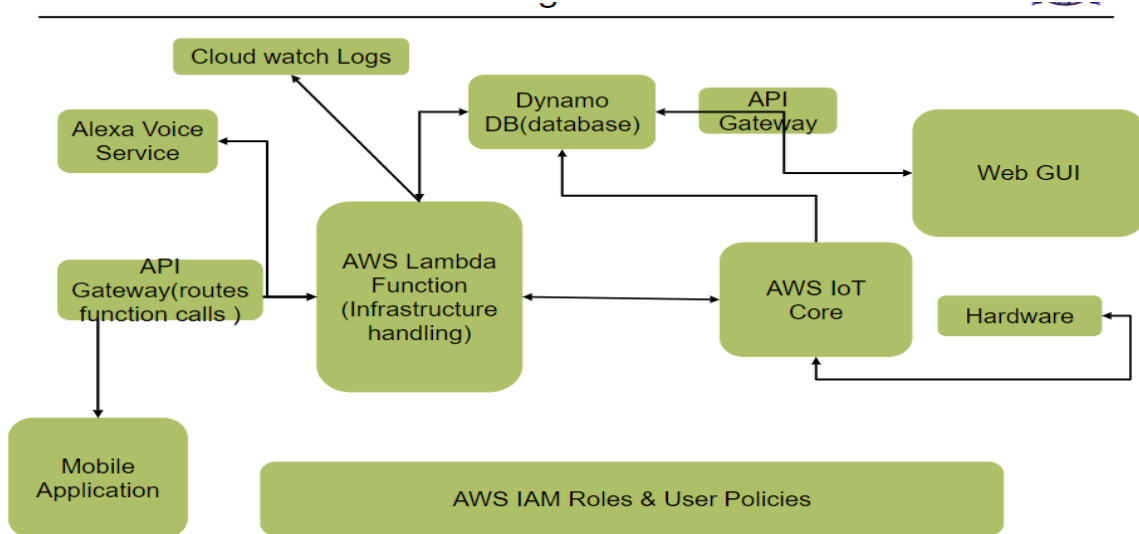 Cloud watch Logs
Alexa Voice
Service
Dynamo
DB(database)
API
Gateway
Web GUI
API
Gateway(routes
function calls )
AWS Lambda
Function
(Infrastructure
handling)
AWS IoT
Core
Hardware
Mobile
Application
AWS IAM Roles & User Policies